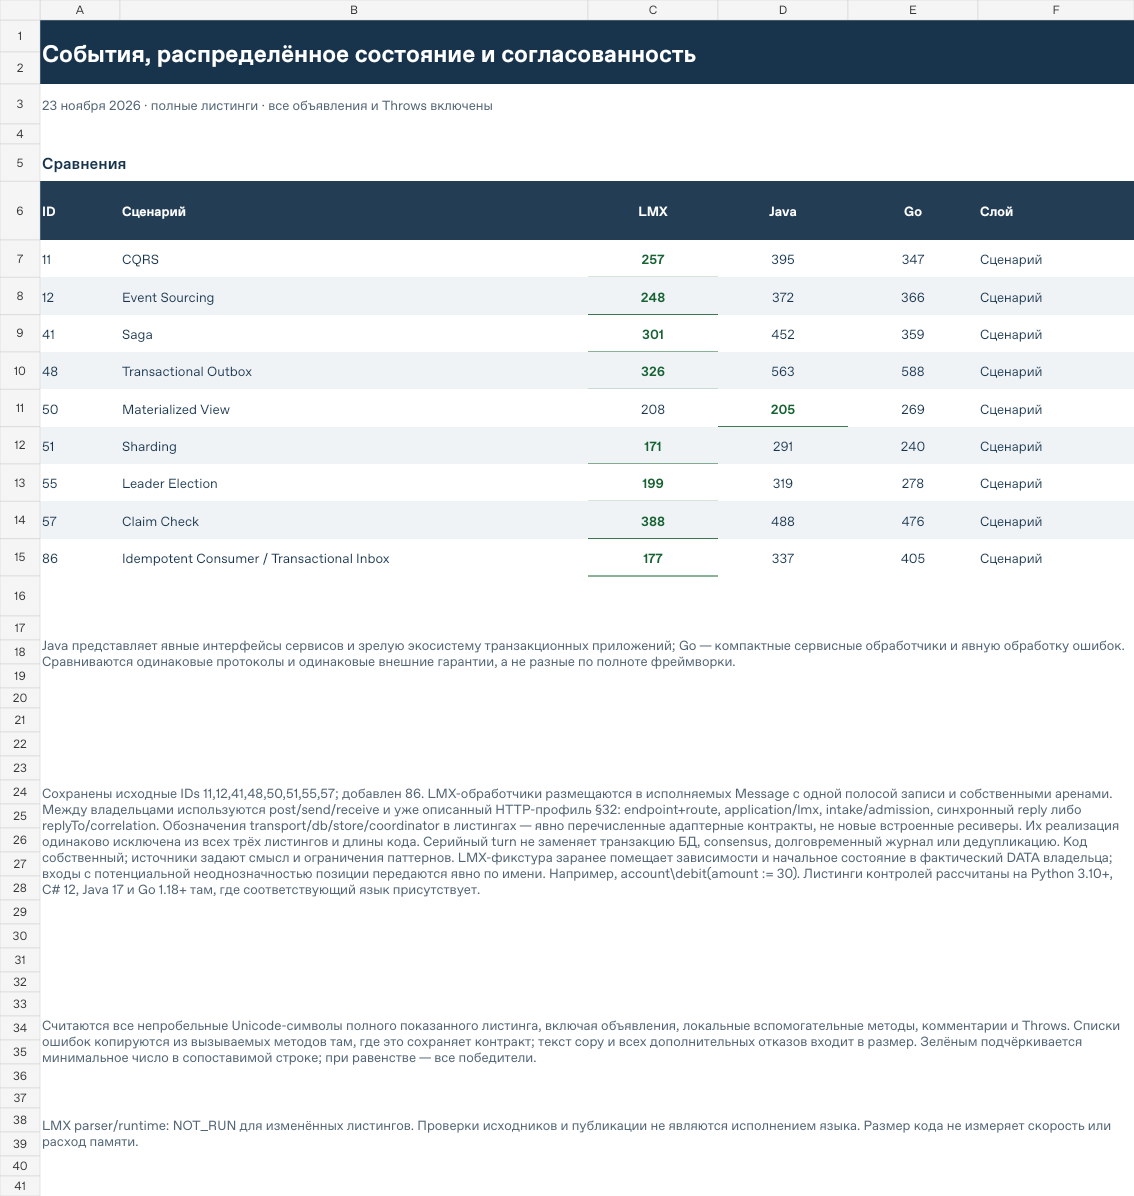 A B C D E F
1
2
События, распределённое состояние и согласованность
3 23 ноября 2026 · полные листинги · все объявления и Throws включены
4
5 Сравнения
6 ID Сценарий LMX Java Go Слой
7 11 CQRS 257 395 347 Сценарий
8 12 Event Sourcing 248 372 366 Сценарий
9 41 Saga 301 452 359 Сценарий
10 48 Transactional Outbox 326 563 588 Сценарий
11 50 Materialized View 208 205 269 Сценарий
12 51 Sharding 171 291 240 Сценарий
13 55 Leader Election 199 319 278 Сценарий
14 57 Claim Check 388 488 476 Сценарий
15 86 Idempotent Consumer / Transactional Inbox 177 337 405 Сценарий
16
17
18 Java представляет явные интерфейсы сервисов и зрелую экосистему транзакционных приложений; Go — компактные сервисные обработчики и явную обработку ошибок.
19 Сравниваются одинаковые протоколы и одинаковые внешние гарантии, а не разные по полноте фреймворки.
20
21
22
23
24 Сохранены исходные IDs 11,12,41,48,50,51,55,57; добавлен 86. LMX-обработчики размещаются в исполняемых Message с одной полосой записи и собственными аренами.
25 Между владельцами используются post/send/receive и уже описанный HTTP-профиль §32: endpoint+route, application/lmx, intake/admission, синхронный reply либо
replyTo/correlation. Обозначения transport/db/store/coordinator в листингах — явно перечисленные адаптерные контракты, не новые встроенные ресиверы. Их реализация
26 одинаково исключена из всех трёх листингов и длины кода. Серийный turn не заменяет транзакцию БД, consensus, долговременный журнал или дедупликацию. Код
27 собственный; источники задают смысл и ограничения паттернов. LMX-фикстура заранее помещает зависимости и начальное состояние в фактический DATA владельца;
входы с потенциальной неоднозначностью позиции передаются явно по имени. Например, account\debit(amount := 30). Листинги контролей рассчитаны на Python 3.10+,
28 C# 12, Java 17 и Go 1.18+ там, где соответствующий язык присутствует.
29
30
31
32
33
34 Считаются все непробельные Unicode-символы полного показанного листинга, включая объявления, локальные вспомогательные методы, комментарии и Throws. Списки
35 ошибок копируются из вызываемых методов там, где это сохраняет контракт; текст copy и всех дополнительных отказов входит в размер. Зелёным подчёркивается
минимальное число в сопоставимой строке; при равенстве — все победители.
36
37
38 LMX parser/runtime: NOT_RUN для изменённых листингов. Проверки исходников и публикации не являются исполнением языка. Размер кода не измеряет скорость или
39 расход памяти.
40
41